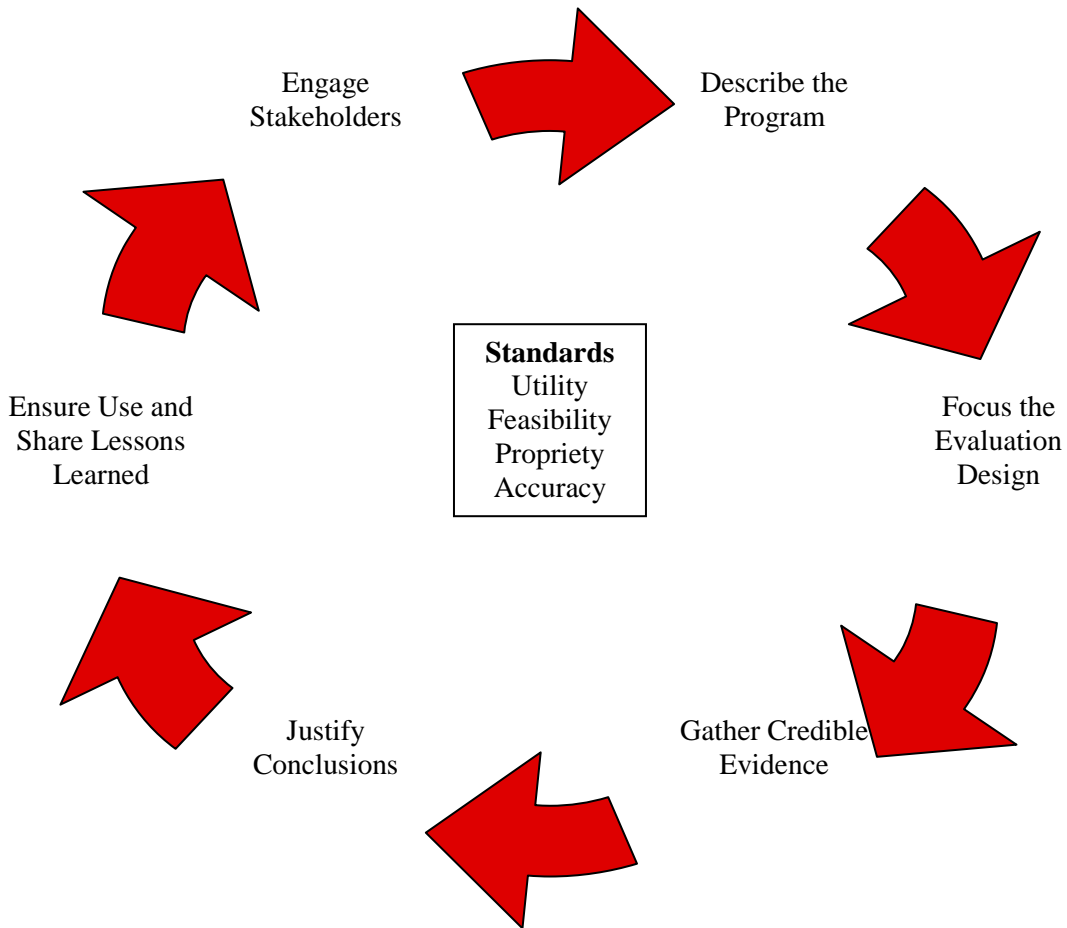 Engage
Stakeholders
Describe the
Program
Focus the
Evaluation
Design
Gather Credible
Evidence
Justify
Conclusions
Ensure Use and
Share Lessons
Learned
Standards
Utility
Feasibility
Propriety
Accuracy